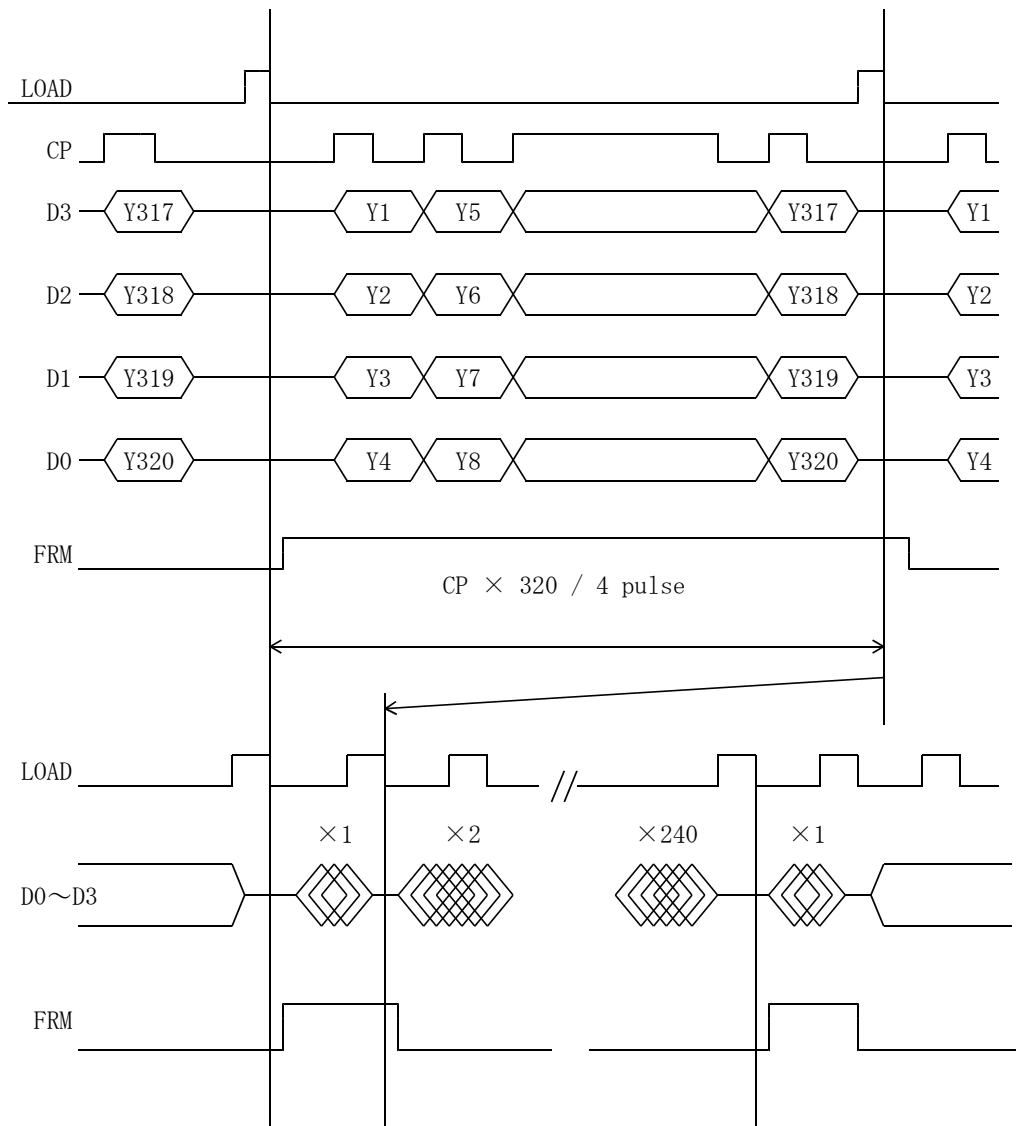 LOAD
CP
D3 Y317 Y1 Y5 Y317 Y1
D2 Y318 Y2 Y6 Y318 Y2
D1 Y319 Y3 Y7 Y319 Y3
D0 Y320 Y4 Y8 Y320 Y4
FRM
CP × 320 / 4 pulse
LOAD
×1 ×2 ×240 ×1
D0～D3
FRM